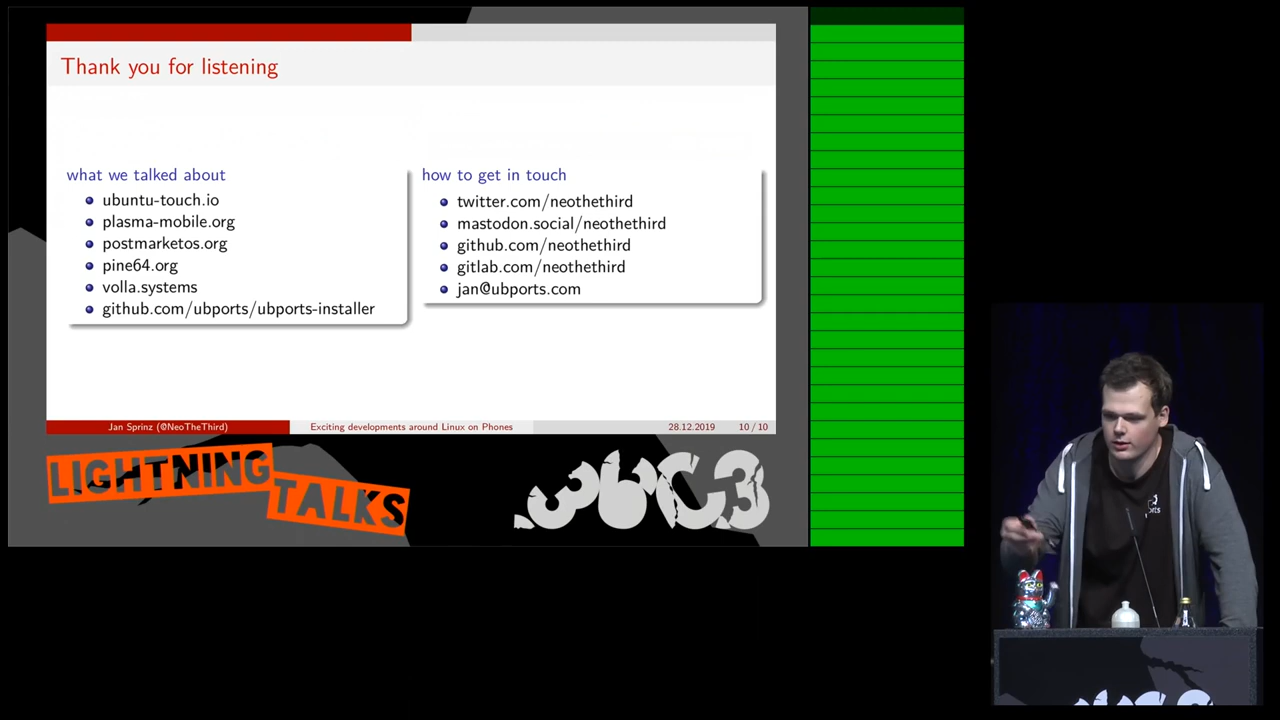 Thank you for listening
what we talked about
ubuntu-touch.io
plasma-mobile.org
postmarketos.org
pine64.org
volla.systems
github.com/ubports/ubports-installer
how to get in touch
twitter.com/neothethird
mastodon.social/neothethird
github.com/neothethird
gitlab.com/neothethird
jan@ubports.com
Jan Sprinz (@NeoTheThird)
Exciting developments around Linux on Phones
28.12.2019
10 / 10
LIGHTNING
TALKS
36C3